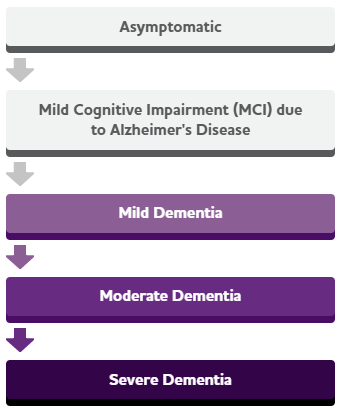 Asymptomatic
Mild Cognitive Impairment (MCI) due
to Alzheimer's Disease
Mild Dementia
Moderate Dementia
Severe Dementia